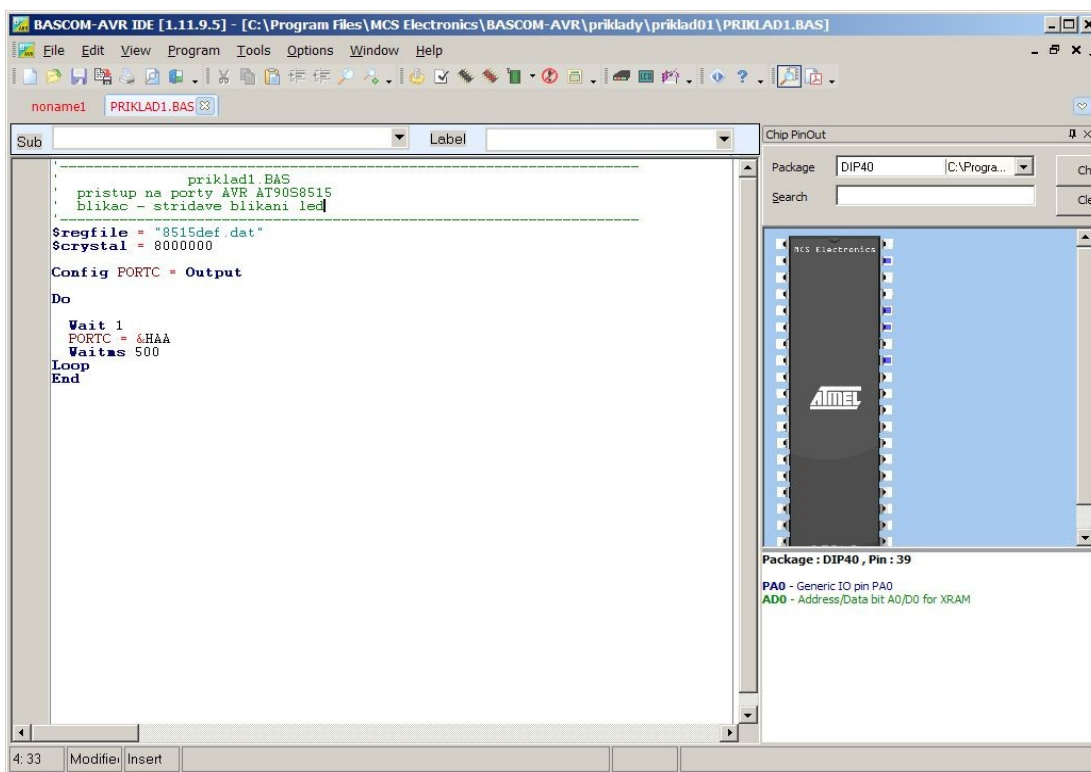 BASCOM-AVR IDE [1.11.9.5] - [C:\Program Files\MCS Electronics\BASCOM-AVR\priklady\priklad01\PRIKLAD1.BAS]
File Edit View Program Tools Options Window Help
noname1 PRIKLAD1.BAS
Sub Label
Chip PinOut
Package DIP40 C:\Progra... Ch
Search Cle
'-----------------------------------------------------------------
' priklad1.BAS
' pristup na porty AVR AT90S8515
' blikac - stridave blikani led
'-----------------------------------------------------------------
$regfile = "8515def.dat"
$crystal = 8000000
Config PORTC = Output
Do
Wait 1
PORTC = &HAA
Waitms 500
Loop
End
MCS Electronics
ATMEL
Package : DIP40 , Pin : 39
PA0 - Generic IO pin PA0
AD0 - Address/Data bit A0/D0 for XRAM
4: 33 Modifie Insert